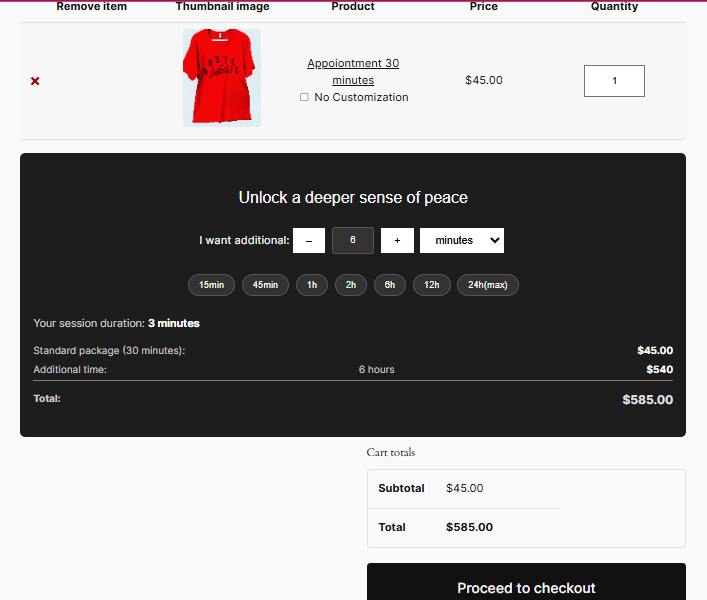 Remove item Thumbnail image Product Price Quantity
Appoiontment 30
minutes
No Customization
$45.00
1
Unlock a deeper sense of peace
I want additional: – 6 + minutes
15min 45min 1h 2h 6h 12h 24h(max)
Your session duration: 3 minutes
Standard package (30 minutes): $45.00
Additional time: 6 hours $540
Total: $585.00
Cart totals
Subtotal $45.00
Total $585.00
Proceed to checkout